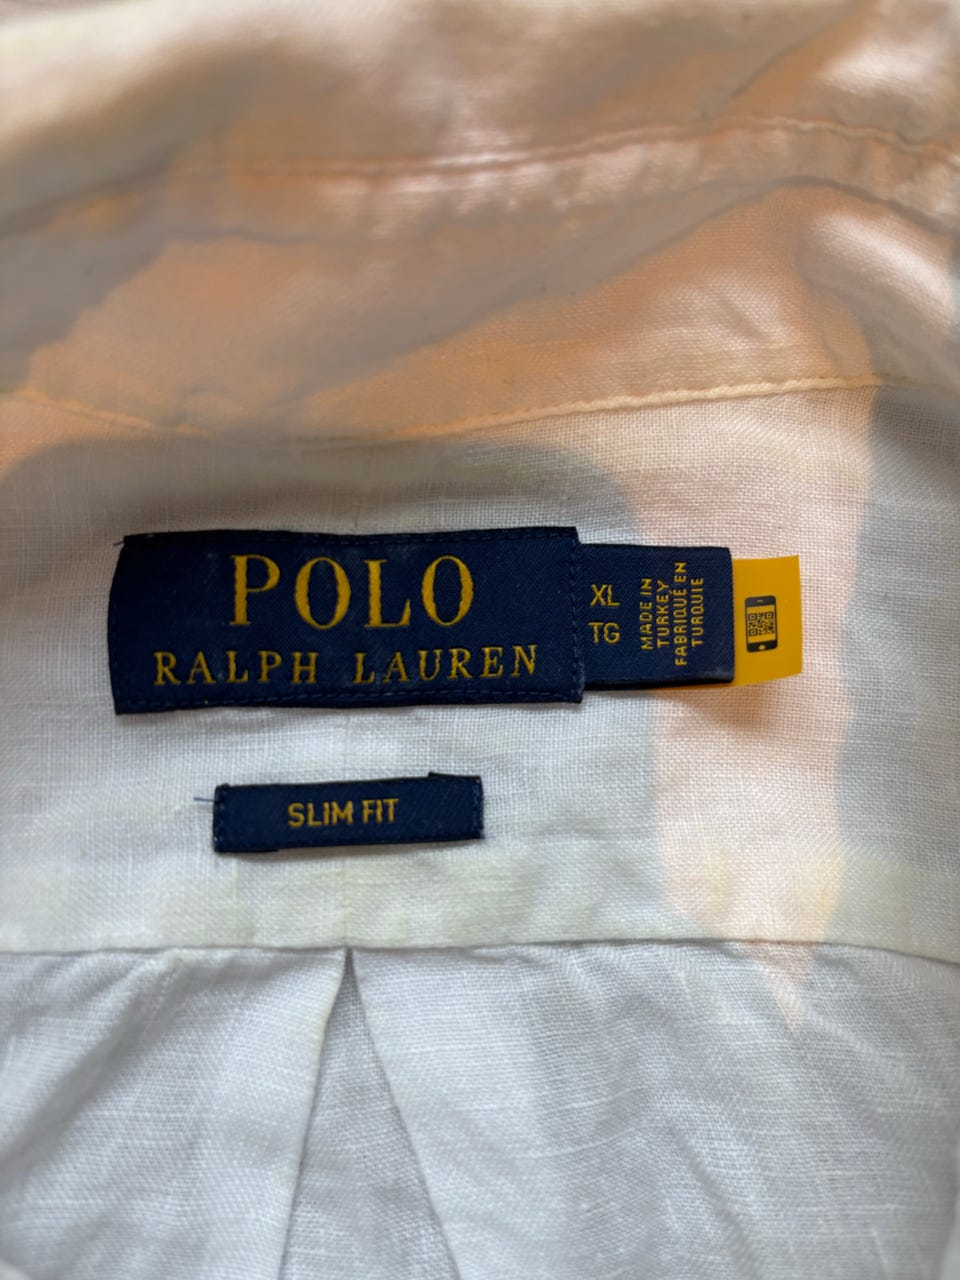 POLO
RALPH LAUREN
XL
TG
MADE IN
TURKEY
FABRIQUÉ EN
TURQUIE
SLIM FIT